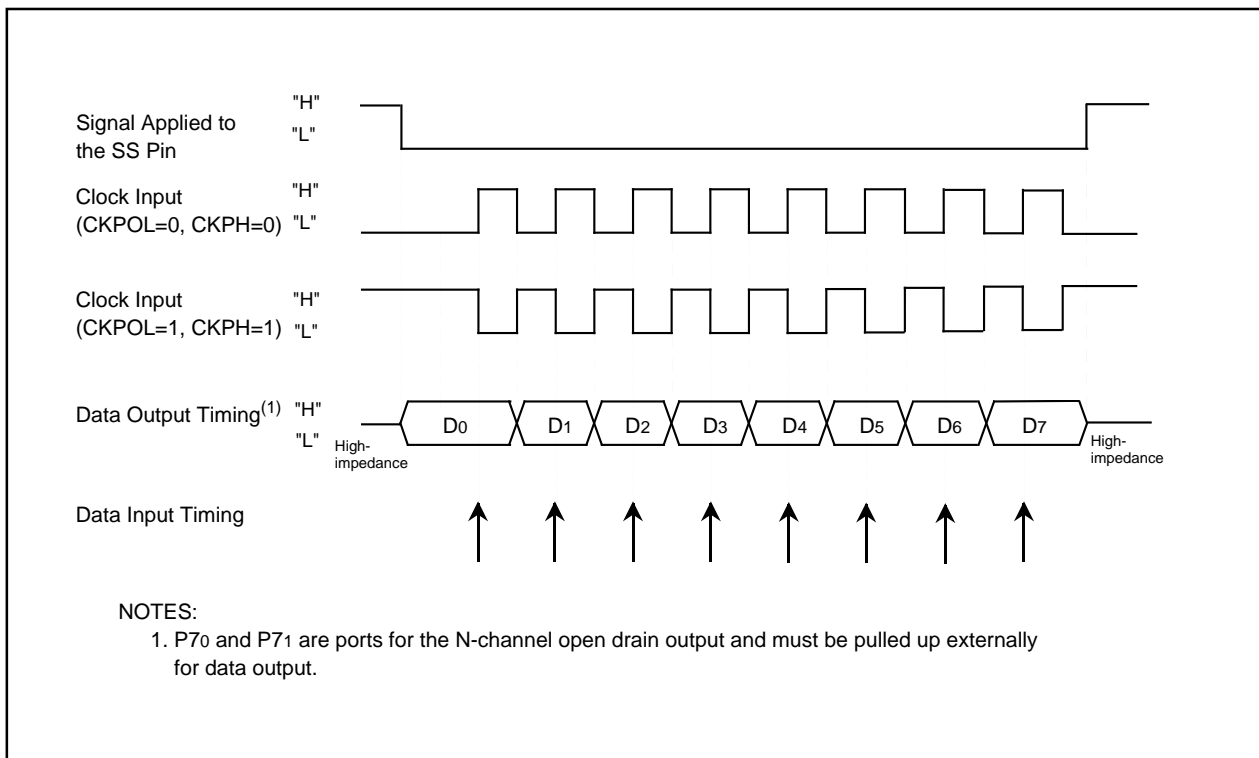 Signal Applied to
the SS Pin
"H"
"L"
Clock Input
(CKPOL=0, CKPH=0)
"H"
"L"
Clock Input
(CKPOL=1, CKPH=1)
"H"
"L"
Data Output Timing(1)
"H"
"L"
High-
impedance
D0 D1 D2 D3 D4 D5 D6 D7
High-
impedance
Data Input Timing
NOTES:
1. P70 and P71 are ports for the N-channel open drain output and must be pulled up externally
for data output.